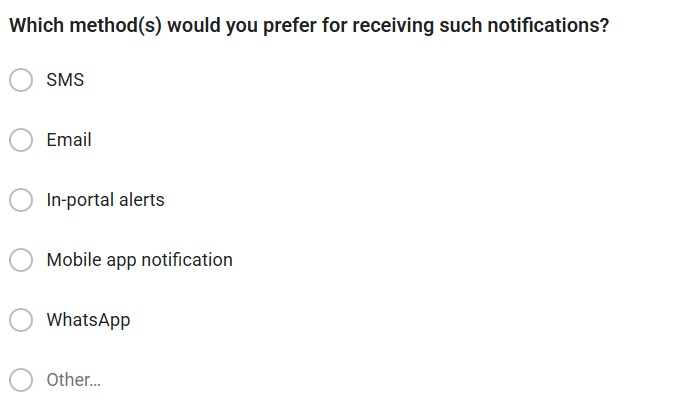 Which method(s) would you prefer for receiving such notifications?
SMS
Email
In-portal alerts
Mobile app notification
WhatsApp
Other...